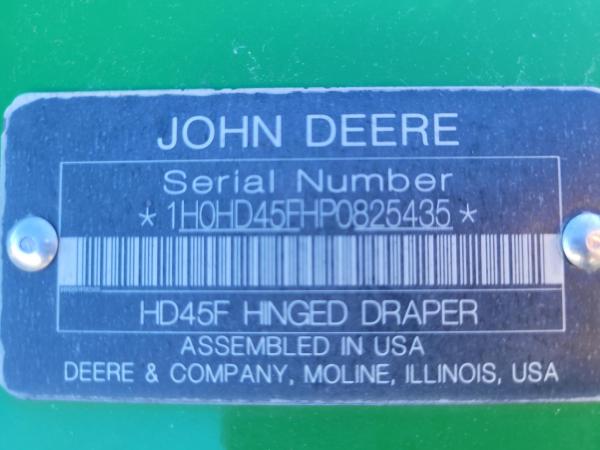 JOHN DEERE
Serial Number
*1H0HD45FHP0825435*
HD45F HINGED DRAPER
ASSEMBLED IN USA
DEERE & COMPANY, MOLINE, ILLINOIS, USA